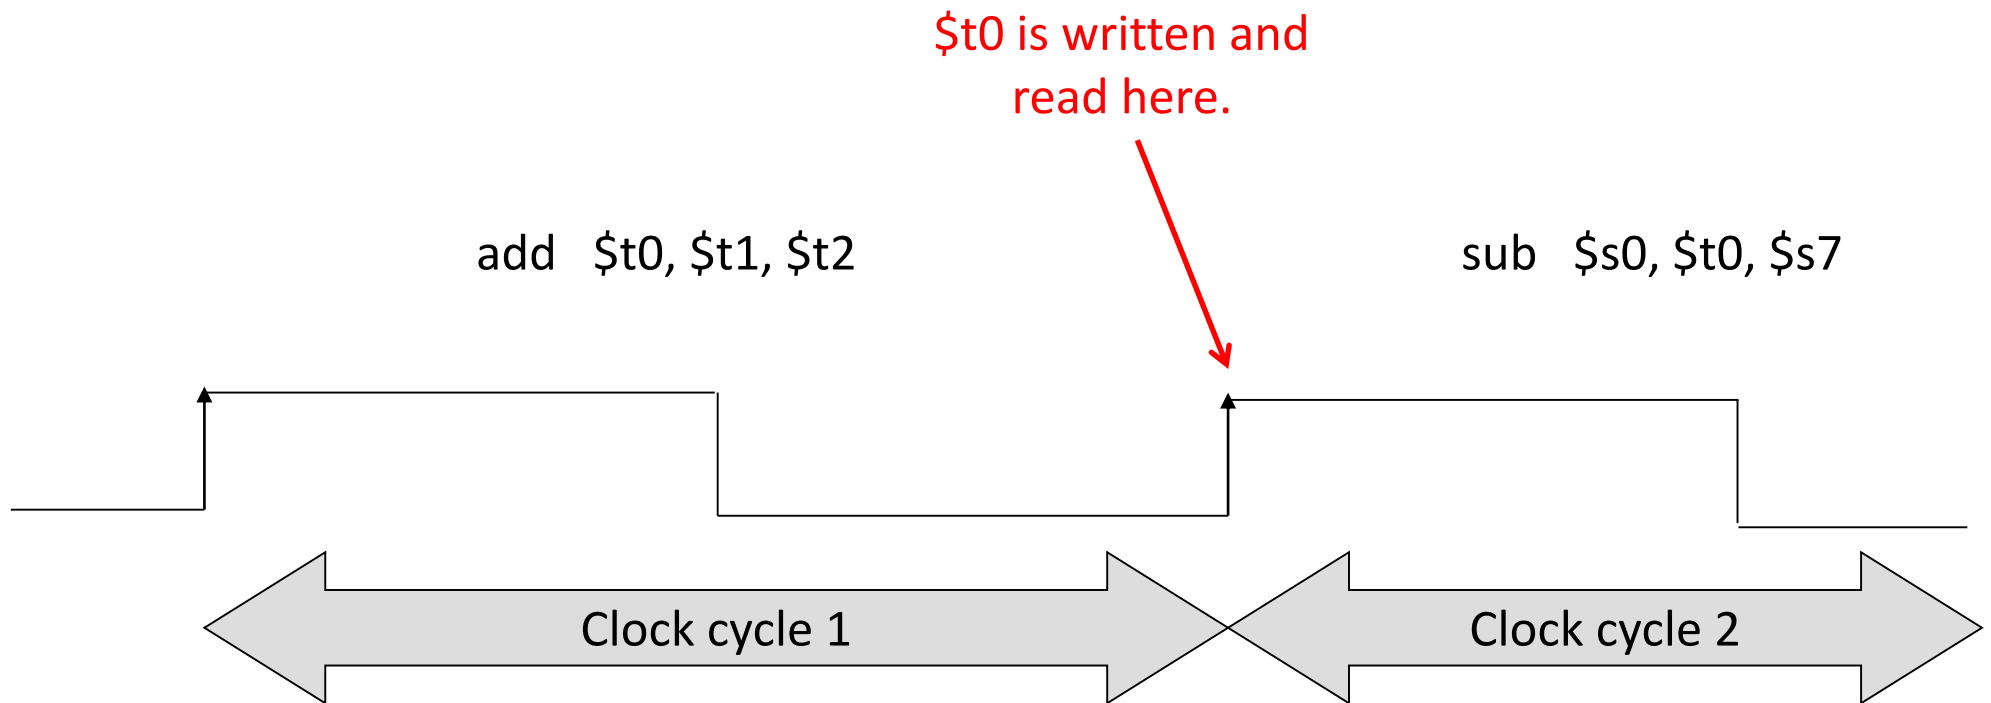 $t0 is written and
read here.
add $t0, $t1, $t2
sub $s0, $t0, $s7
Clock cycle 1
Clock cycle 2